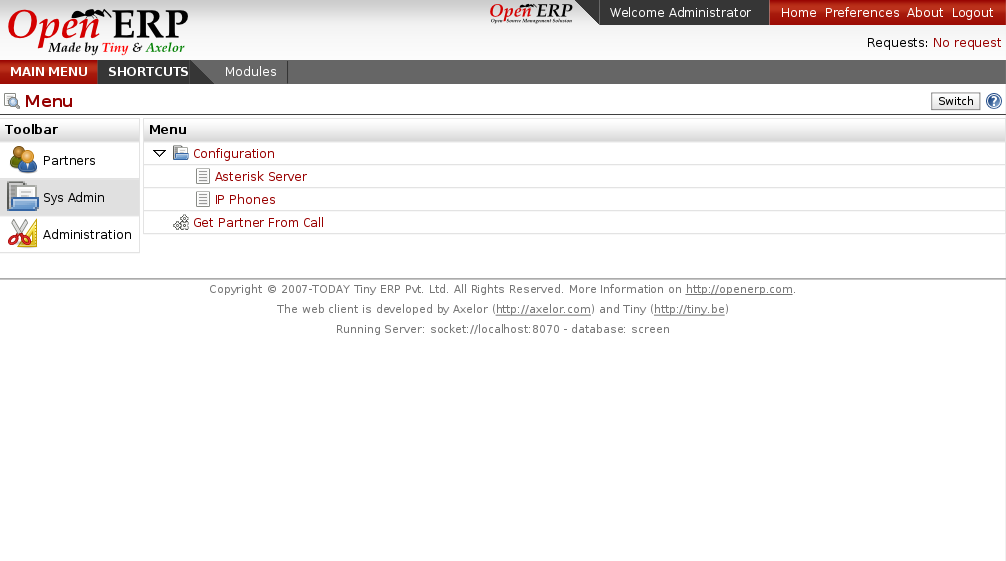 Open ERP
Made by Tiny & Axelor
Open ERP
Open Source Management Solution
Welcome Administrator
Home Preferences About Logout
Requests: No request
MAIN MENU SHORTCUTS Modules
Menu
Switch
?
Toolbar
Partners
Sys Admin
Administration
Menu
Configuration
Asterisk Server
IP Phones
Get Partner From Call
Copyright © 2007-TODAY Tiny ERP Pvt. Ltd. All Rights Reserved. More Information on http://openerp.com.
The web client is developed by Axelor (http://axelor.com) and Tiny (http://tiny.be)
Running Server: socket://localhost:8070 - database: screen